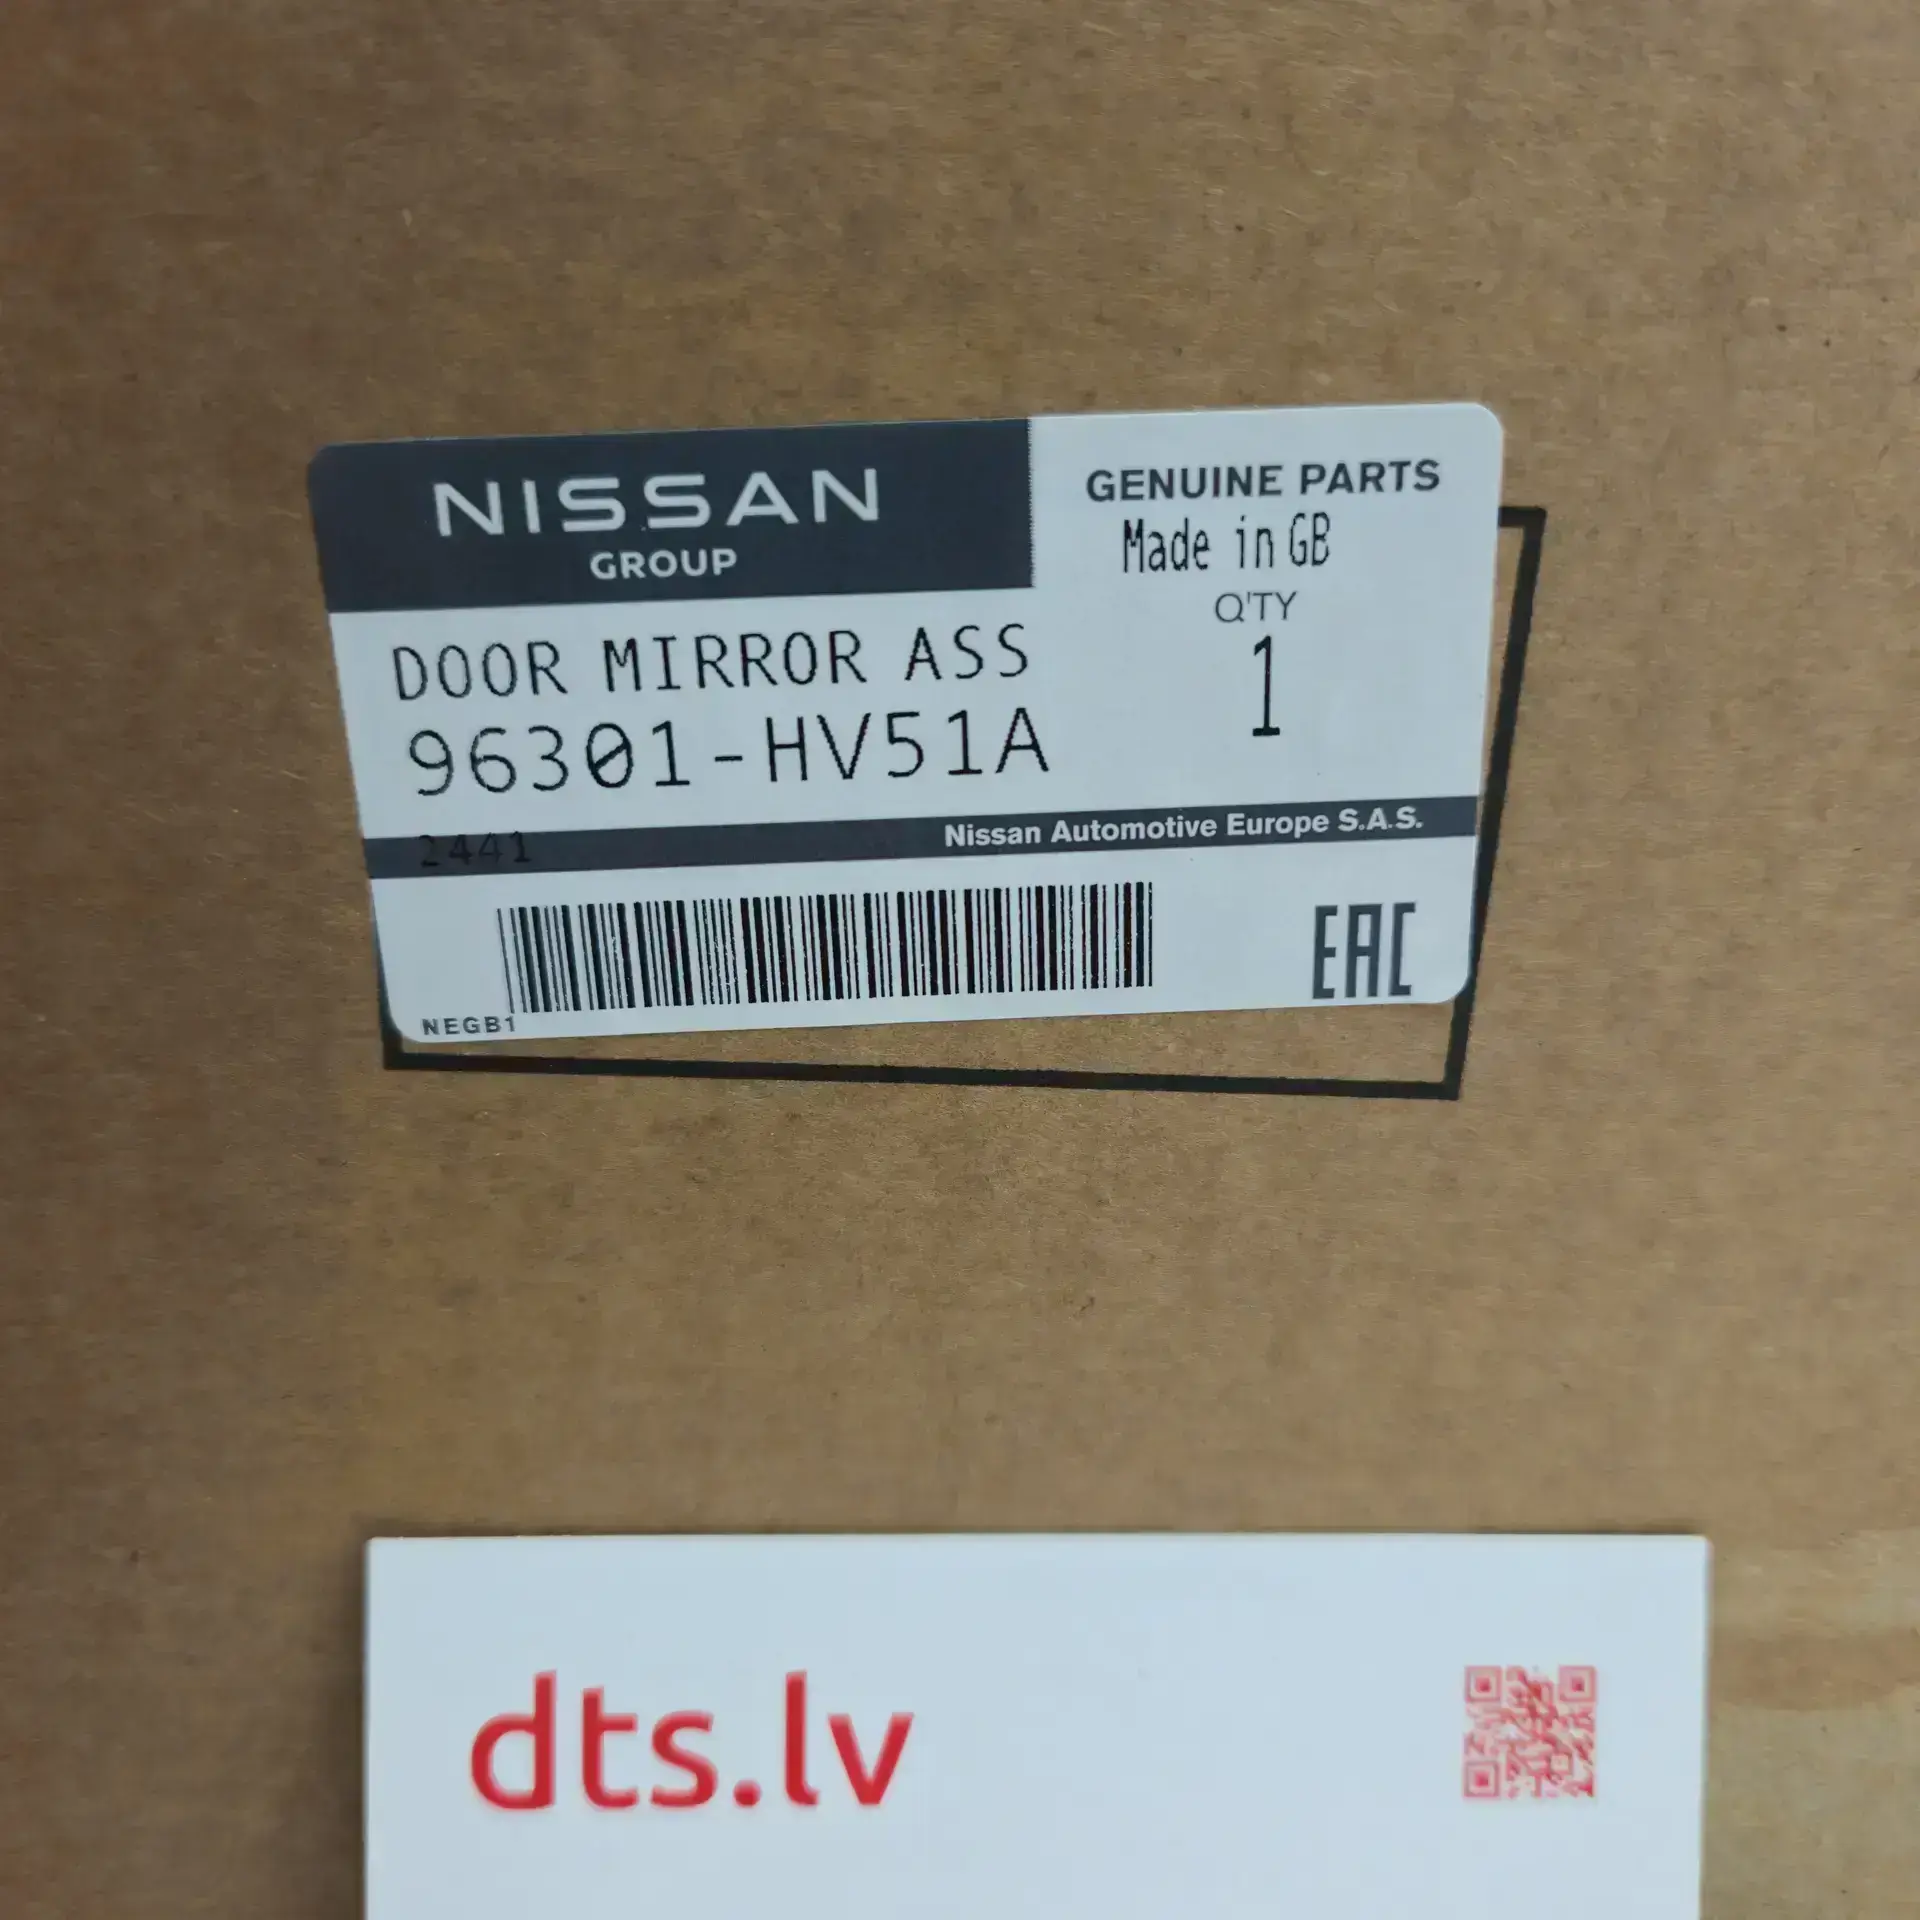 NISSAN
GROUP
GENUINE PARTS
Made in GB
Q'TY
1
DOOR MIRROR ASS
96301-HV51A
2441
Nissan Automotive Europe S.A.S.
EAC
NEGB1
dts.lv